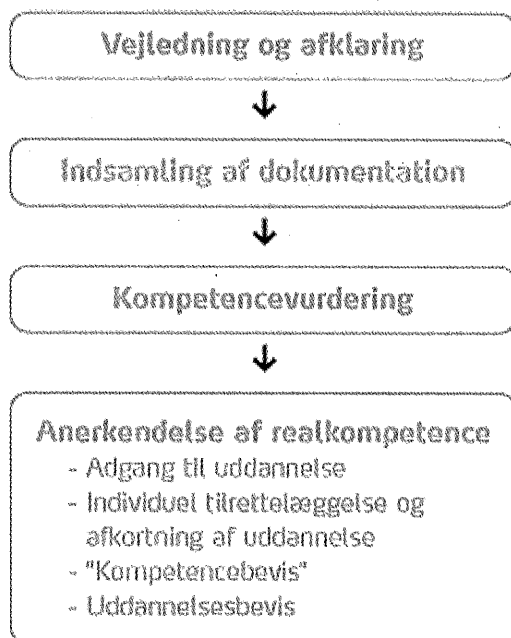 Vejledning og afklaring
Indsamling af dokumentation
Kompetencevurdering
Anerkendelse af realkompetence
- Adgang til uddannelse
- Individuel tilrettelæggelse og
afkortning af uddannelse
- "Kompetencebevis"
- Uddannelsesbevis